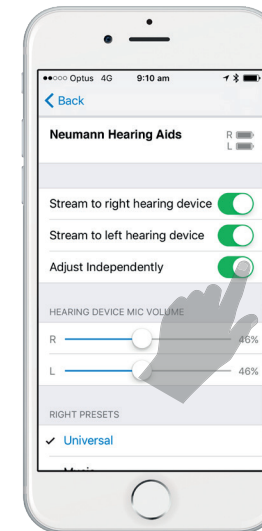 Optus 4G 9:10 am
Back
Neumann Hearing Aids R
L
Stream to right hearing device
Stream to left hearing device
Adjust Independently
HEARING DEVICE MIC VOLUME
R 46%
L 46%
RIGHT PRESETS
✓ Universal